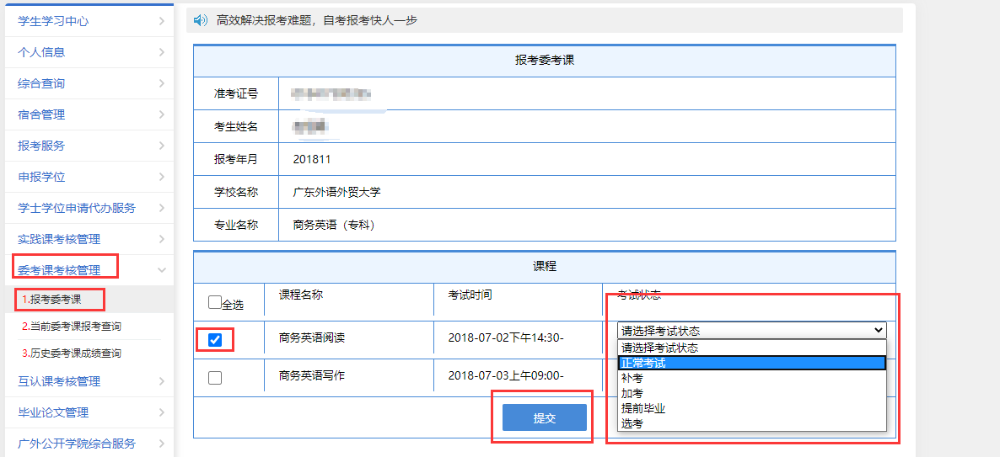 学生学习中心
个人信息
综合查询
宿舍管理
报考服务
申报学位
学士学位申请代办服务
实践课考核管理
委考课考核管理
1.报考委考课
2.当前委考课报考查询
3.历史委考课成绩查询
互认课考核管理
毕业论文管理
广外公开学院综合服务
高效解决报考难题，自考报考快人一步
报考委考课
准考证号
考生姓名
报考年月 201811
学校名称 广东外语外贸大学
专业名称 商务英语（专科）
课程
全选 课程名称 考试时间 考试状态
商务英语阅读 2018-07-02下午14:30- 请选择考试状态
请选择考试状态
正常考试
补考
加考
提前毕业
选考
商务英语写作 2018-07-03上午09:00-
提交